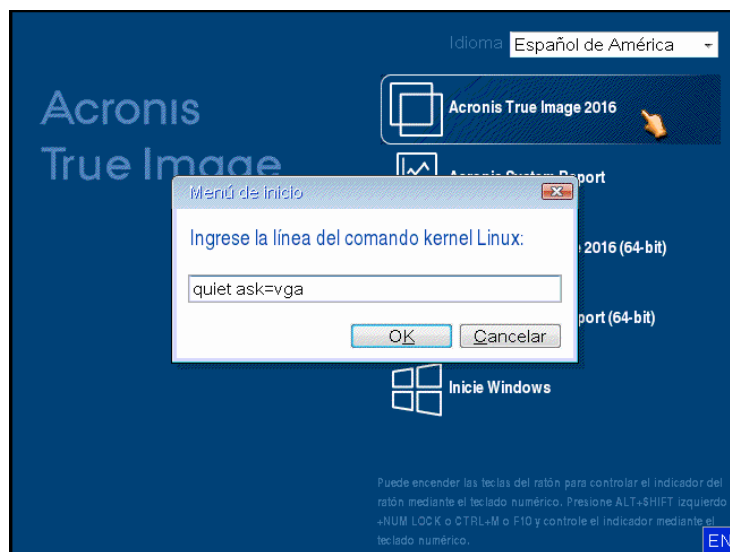 Idioma Español de América
Acronis
True Image
Acronis True Image 2016
Acronis System Report
2016 (64-bit)
port (64-bit)
Inicie Windows
Menú de inicio
Ingrese la línea del comando kernel Linux:
quiet ask=vga
OK Cancelar
Puede encender las teclas del ratón para controlar el indicador del
ratón mediante el teclado numérico. Presione ALT+SHIFT izquierdo
+NUM LOCK o CTRL+M o F10 y controle el indicador mediante el
teclado numérico.
EN